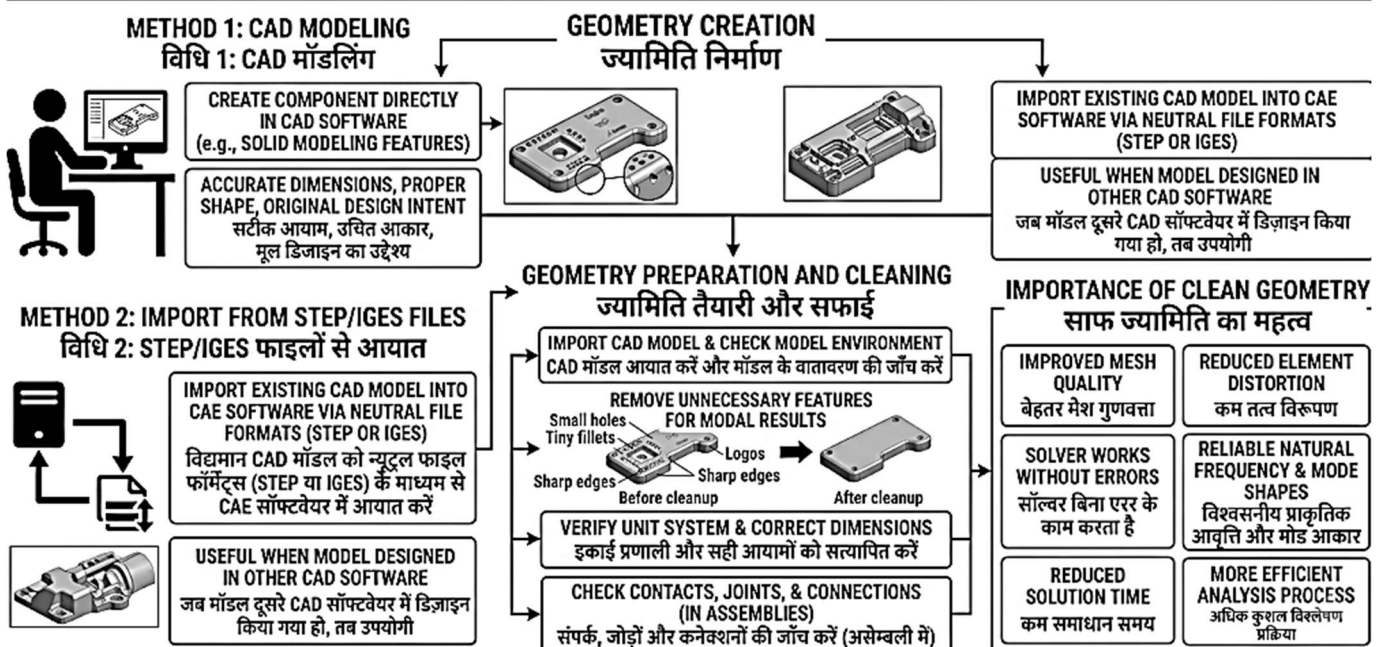 METHOD 1: CAD MODELING
विधि 1: CAD मॉडलिंग
CREATE COMPONENT DIRECTLY
IN CAD SOFTWARE
(e.g., SOLID MODELING FEATURES)
ACCURATE DIMENSIONS, PROPER
SHAPE, ORIGINAL DESIGN INTENT
सटीक आयाम, उचित आकार,
मूल डिजाइन का उद्देश्य
GEOMETRY CREATION
ज्यामिति निर्माण
IMPORT EXISTING CAD MODEL INTO CAE
SOFTWARE VIA NEUTRAL FILE FORMATS
(STEP OR IGES)
USEFUL WHEN MODEL DESIGNED IN
OTHER CAD SOFTWARE
जब मॉडल दूसरे CAD सॉफ्टवेयर में डिज़ाइन किया
गया हो, तब उपयोगी
METHOD 2: IMPORT FROM STEP/IGES FILES
विधि 2: STEP/IGES फाइलों से आयात
IMPORT EXISTING CAD MODEL INTO
CAE SOFTWARE VIA NEUTRAL FILE
FORMATS (STEP OR IGES)
विद्यमान CAD मॉडल को न्यूट्रल फाइल
फॉर्मेट्स (STEP या IGES) के माध्यम से
CAE सॉफ्टवेयर में आयात करें
USEFUL WHEN MODEL DESIGNED
IN OTHER CAD SOFTWARE
जब मॉडल दूसरे CAD सॉफ्टवेयर में डिज़ाइन
किया गया हो, तब उपयोगी
GEOMETRY PREPARATION AND CLEANING
ज्यामिति तैयारी और सफाई
IMPORT CAD MODEL & CHECK MODEL ENVIRONMENT
CAD मॉडल आयात करें और मॉडल के वातावरण की जाँच करें
REMOVE UNNECESSARY FEATURES
FOR MODAL RESULTS
Small holes
Tiny fillets
Logos
Sharp edges
Sharp edges
Before cleanup
After cleanup
VERIFY UNIT SYSTEM & CORRECT DIMENSIONS
इकाई प्रणाली और सही आयामों को सत्यापित करें
CHECK CONTACTS, JOINTS, & CONNECTIONS
(IN ASSEMBLIES)
संपर्क, जोड़ों और कनेक्शनों की जाँच करें (असेम्बली में)
IMPORTANCE OF CLEAN GEOMETRY
साफ ज्यामिति का महत्व
IMPROVED MESH
QUALITY
बेहतर मेश गुणवत्ता
REDUCED ELEMENT
DISTORTION
कम तत्व विरूपण
SOLVER WORKS
WITHOUT ERRORS
सॉल्वर बिना एरर के
काम करता है
RELIABLE NATURAL
FREQUENCY & MODE
SHAPES
विश्वसनीय प्राकृतिक
आवृत्ति और मोड आकार
REDUCED
SOLUTION TIME
कम समाधान समय
MORE EFFICIENT
ANALYSIS PROCESS
अधिक कुशल विश्लेषण
प्रक्रिया